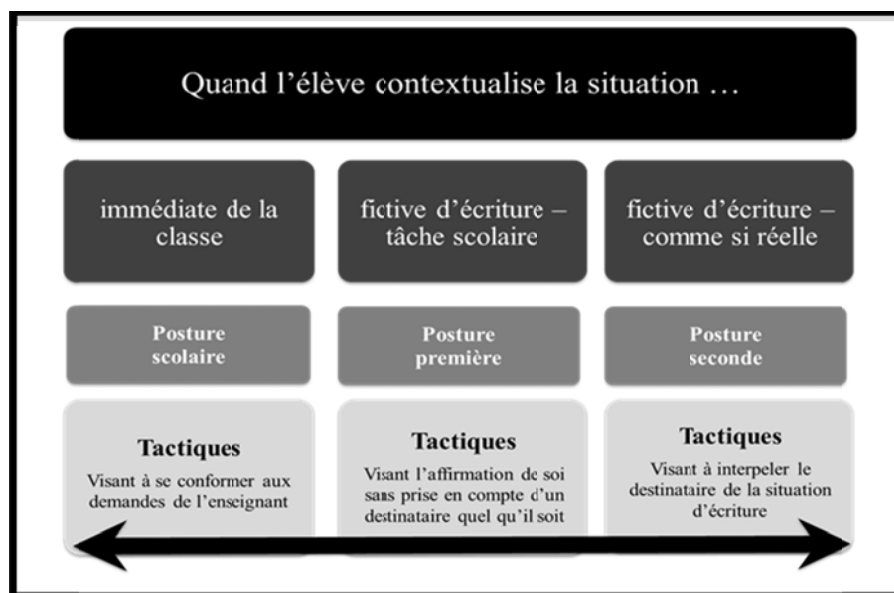 Quand l'élève contextualise la situation …
immédiate de la
classe
fictive d'écriture –
tâche scolaire
fictive d'écriture –
comme si réelle
Posture
scolaire
Posture
première
Posture
seconde
Tactiques
Visant à se conformer aux
demandes de l'enseignant
Tactiques
Visant l'affirmation de soi
sans prise en compte d'un
destinataire quel qu'il soit
Tactiques
Visant à interpeler le
destinataire de la situation
d'écriture